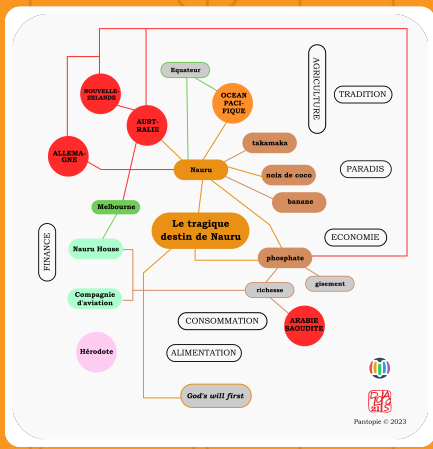 Equateur
AGRICULTURE
NOUVELLE-
ZELANDE
OCEAN
PACI-
FIQUE
TRADITION
AUST-
RALIE
takamaka
ALLEMA-
GNE
Nauru
noix de coco
PARADIS
banane
Melbourne
Le tragique
destin de Nauru
ECONOMIE
FINANCE
Nauru House
phosphate
gisement
richesse
Compagnie
d'aviation
CONSOMMATION
ARABIE
SAOUDITE
Hérodote
ALIMENTATION
God's will first
Pantopic © 2023